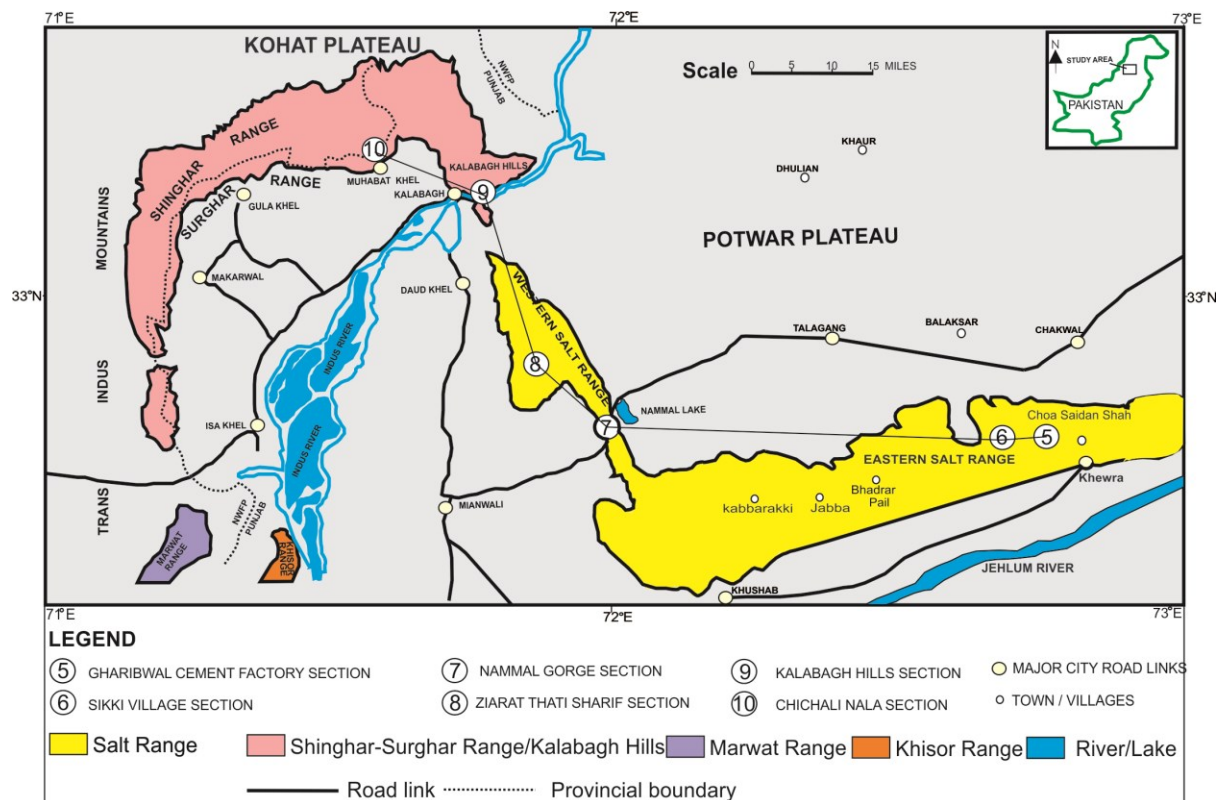 71°E
72°E
73°E
KOHAT PLATEAU
NWFP
PUNJAB
Scale
0 5 10 15 MILES
N
STUDY AREA
PAKISTAN
KHAUR
DHULIAN
SHINGHAR RANGE
10
KALABAGH HILLS
9
SURGHAR RANGE
MUHABAT KHEL
KALABAGH
GULA KHEL
MOUNTAINS
POTWAR PLATEAU
MAKARWAL
DAUD KHEL
33°N
33°N
WESTERN SALT RANGE
INDUS RIVER
TALAGANG
BALAKSAR
CHAKWAL
8
INDUS
NAMMAL LAKE
Choa Saidan Shah
ISA KHEL
7
6
5
INDUS RIVER
EASTERN SALT RANGE
Khewra
Bhadrar
Pail
kabbarakki
Jabba
TRANS
NWFP
PUNJAB
MIANWALI
MARWAT
RANGE
KHISOR
RANGE
JEHLUM RIVER
KHUSHAB
71°E
72°E
73°E
LEGEND
5 GHARIBWAL CEMENT FACTORY SECTION
7 NAMMAL GORGE SECTION
9 KALABAGH HILLS SECTION
MAJOR CITY ROAD LINKS
6 SIKKI VILLAGE SECTION
8 ZIARAT THATI SHARIF SECTION
10 CHICHALI NALA SECTION
TOWN / VILLAGES
Salt Range
Shinghar-Surghar Range/Kalabagh Hills
Marwat Range
Khisor Range
River/Lake
Road link
Provincial boundary